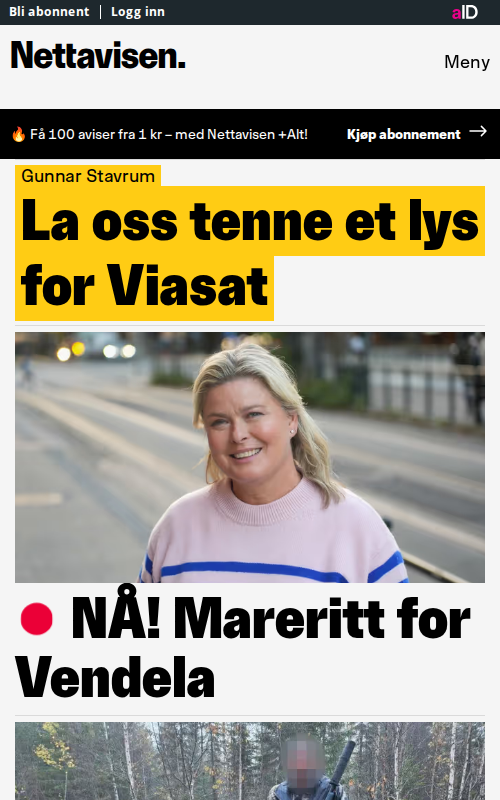 Bli abonnent | Logg inn
aID
Nettavisen.
Meny
🔥 Få 100 aviser fra 1 kr – med Nettavisen +Alt!
Kjøp abonnement →
Gunnar Stavrum
La oss tenne et lys
for Viasat
NÅ! Mareritt for
Vendela